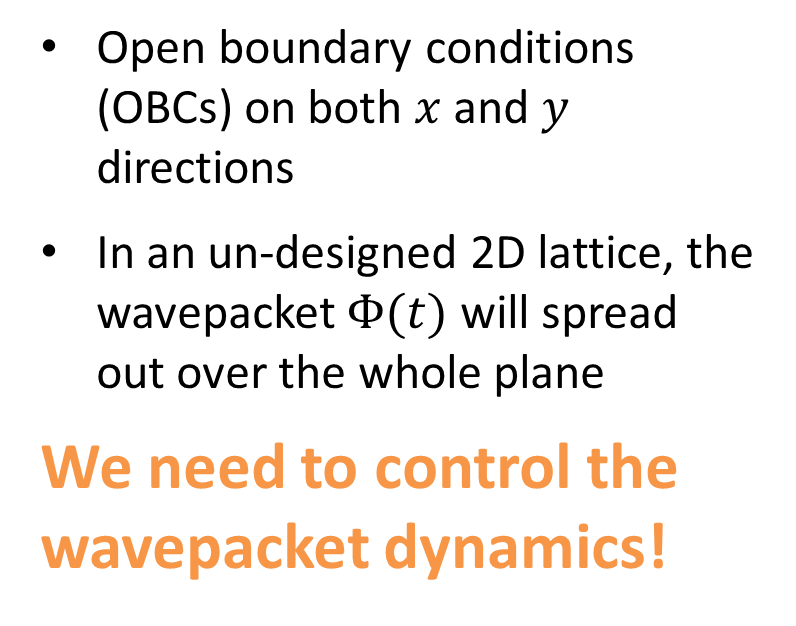 • Open boundary conditions
(OBCs) on both x and y
directions
• In an un-designed 2D lattice, the
wavepacket Φ(t) will spread
out over the whole plane
We need to control the
wavepacket dynamics!